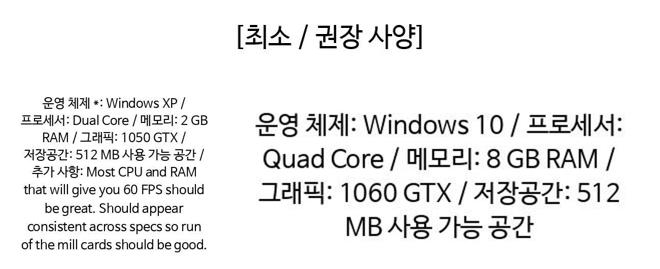 [최소 / 권장 사양]
운영 체제 *: Windows XP /
프로세서: Dual Core / 메모리: 2 GB
RAM / 그래픽: 1050 GTX /
저장공간: 512 MB 사용 가능 공간 /
추가 사항: Most CPU and RAM
that will give you 60 FPS should
be great. Should appear
consistent across specs so run
of the mill cards should be good.
운영 체제: Windows 10 / 프로세서:
Quad Core / 메모리: 8 GB RAM /
그래픽: 1060 GTX / 저장공간: 512
MB 사용 가능 공간